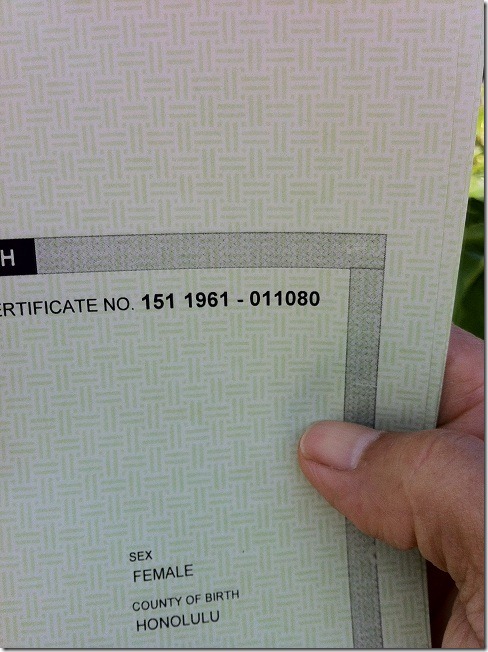 H
ERTIFICATE NO. 151 1961 - 011080
SEX
FEMALE
COUNTY OF BIRTH
HONOLULU